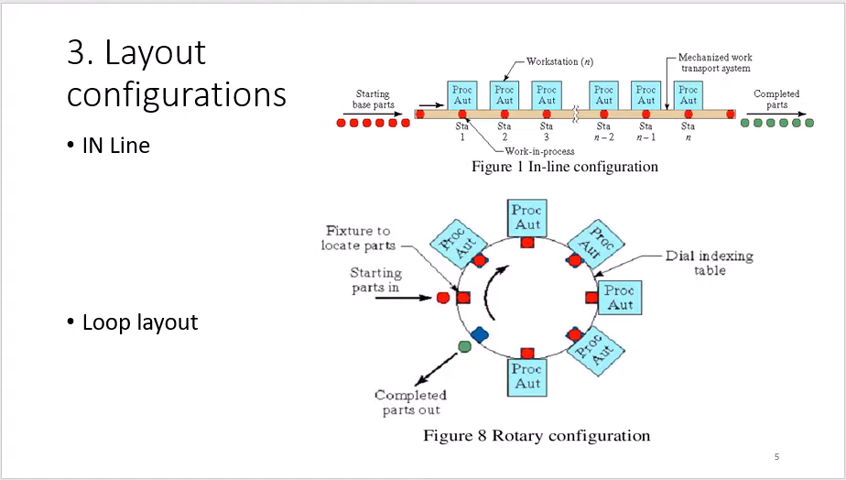 3. Layout
configurations
• IN Line
• Loop layout
Workstation (n)
Mechanized work
transport system
Starting
base parts
Proc
Aut
Proc
Aut
Proc
Aut
Proc
Aut
Proc
Aut
Proc
Aut
Completed
parts
Sta
1
Sta
2
Sta
3
Sta
n – 2
Sta
n – 1
Sta
n
Work-in-process
Figure 1 In-line configuration
Fixture to
locate parts
Starting
parts in
Proc
Aut
Proc
Aut
Proc
Aut
Dial indexing
table
Proc
Aut
Proc
Aut
Proc
Aut
Completed
parts out
Figure 8 Rotary configuration
5